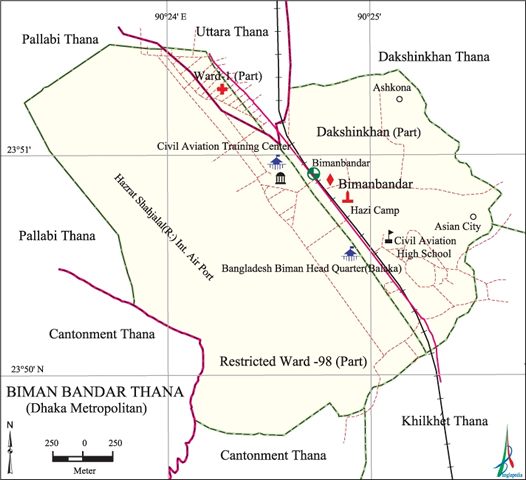 90°24' E
90°25'
Uttara Thana
Pallabi Thana
Dakshinkhan Thana
Ward-1 (Part)
Ashkona
Dakshinkhan (Part)
Civil Aviation Training Center
23°51'
Bimanbandar
Bimanbandar
Hazi Camp
Hazrat Shahjalal(R:) Int. Air Port
Asian City
Pallabi Thana
Civil Aviation
High School
Bangladesh Biman Head Quarter(Balaka)
Cantonment Thana
Restricted Ward -98 (Part)
23°50' N
BIMAN BANDAR THANA
(Dhaka Metropolitan)
Khilkhet Thana
N
250 0 250
Meter
Cantonment Thana
Banglapedia